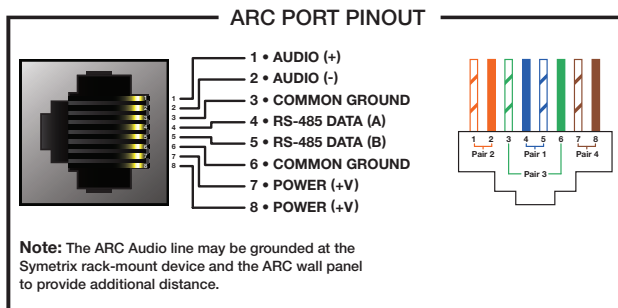 ARC PORT PINOUT
1 • AUDIO (+)
2 • AUDIO (-)
3 • COMMON GROUND
4 • RS-485 DATA (A)
5 • RS-485 DATA (B)
6 • COMMON GROUND
7 • POWER (+V)
8 • POWER (+V)
1
2
3
4
5
6
7
8
1 2 3 4 5 6 7 8
Pair 2 Pair 1 Pair 4
Pair 3
Note: The ARC Audio line may be grounded at the
Symetrix rack-mount device and the ARC wall panel
to provide additional distance.